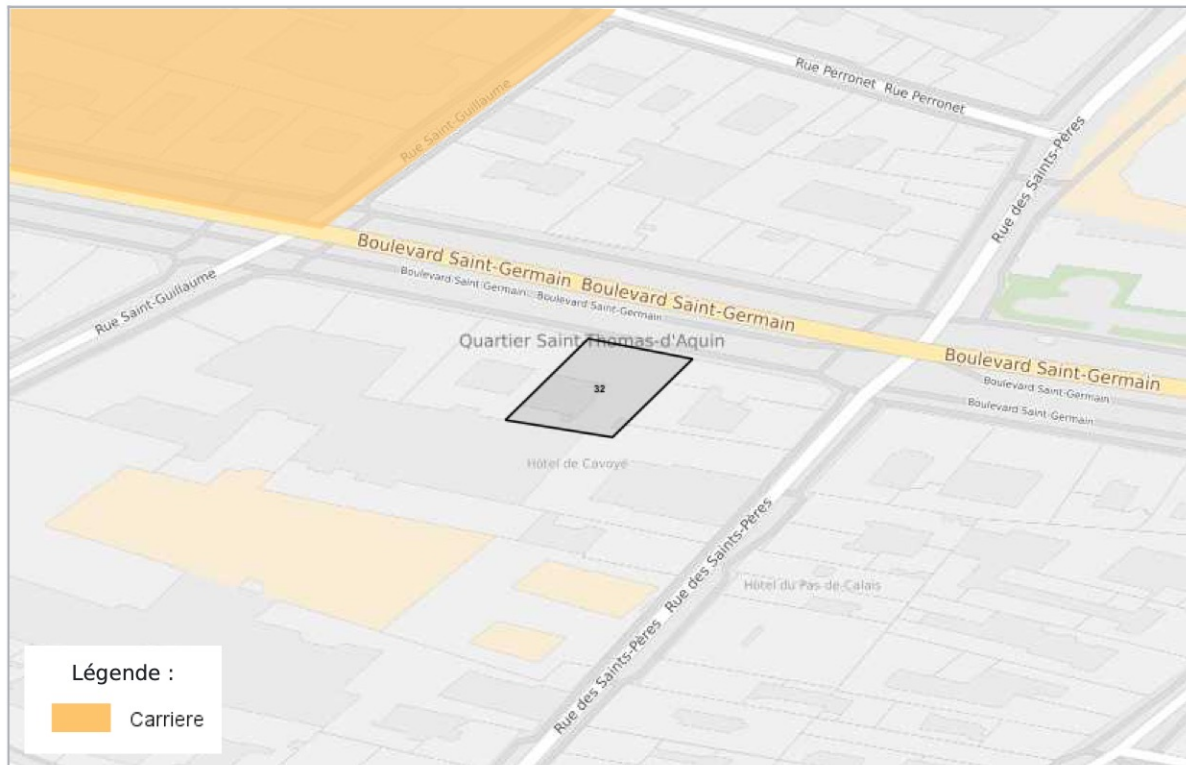 Rue Perronet Rue Perronet
Rue Saint-Guillaume
Rue des Saints-Pères
Boulevard Saint-Germain Boulevard Saint-Germain
Boulevard Saint-Germain Boulevard Saint-Germain
Rue Saint-Guillaume
Quartier Saint-Thomas-d'Aquin
Boulevard Saint-Germain
Boulevard Saint-Germain
Boulevard Saint-Germain
32
Hôtel de Cavoyé
Rue des Saints-Pères Rue des Saints-Pères
Hôtel du Pas-de-Calais
Légende :
Carriere